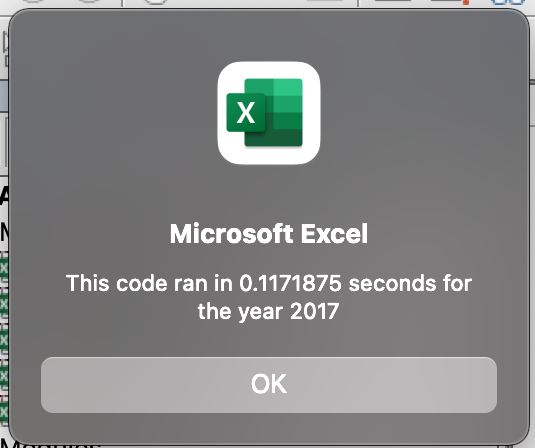 X
Microsoft Excel
This code ran in 0.1171875 seconds for
the year 2017
OK